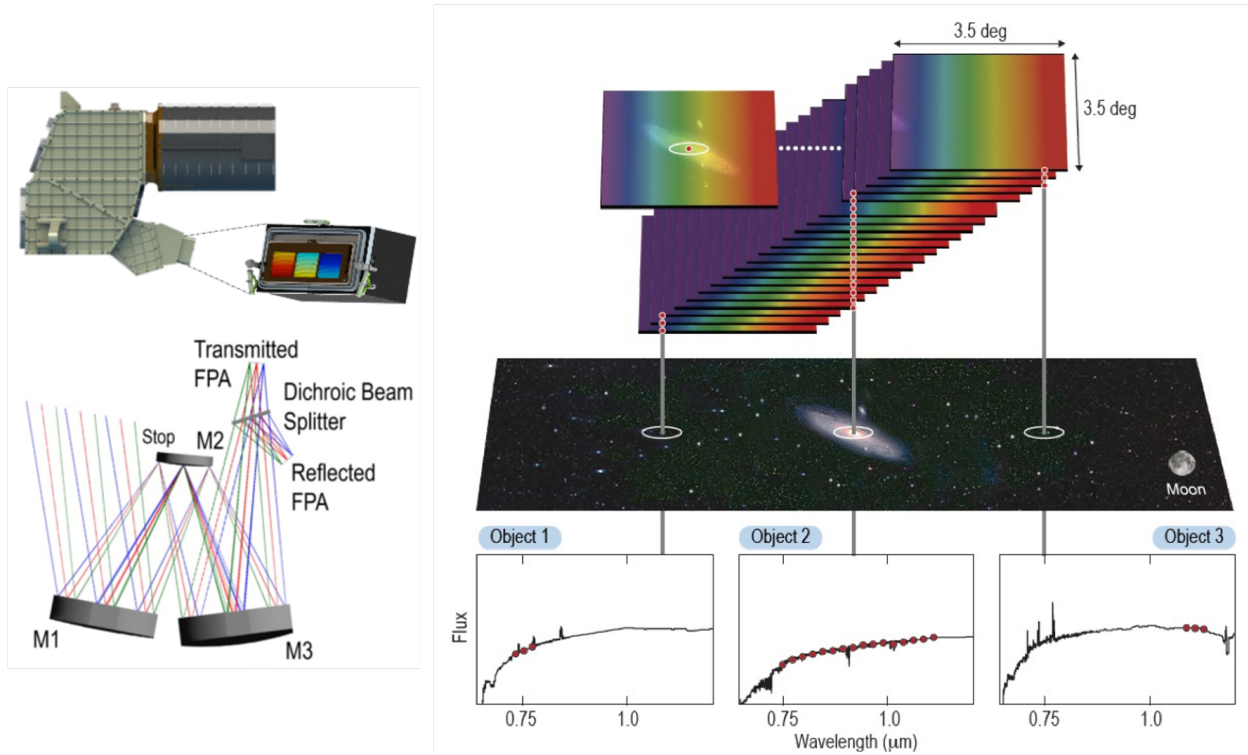 Transmitted
FPA
Dichroic Beam
Splitter
Stop
M2
Reflected
FPA
M1
M3
3.5 deg
3.5 deg
Moon
Object 1
Object 2
Object 3
Flux
0.75
1.0
0.75
1.0
0.75
1.0
Wavelength (μm)